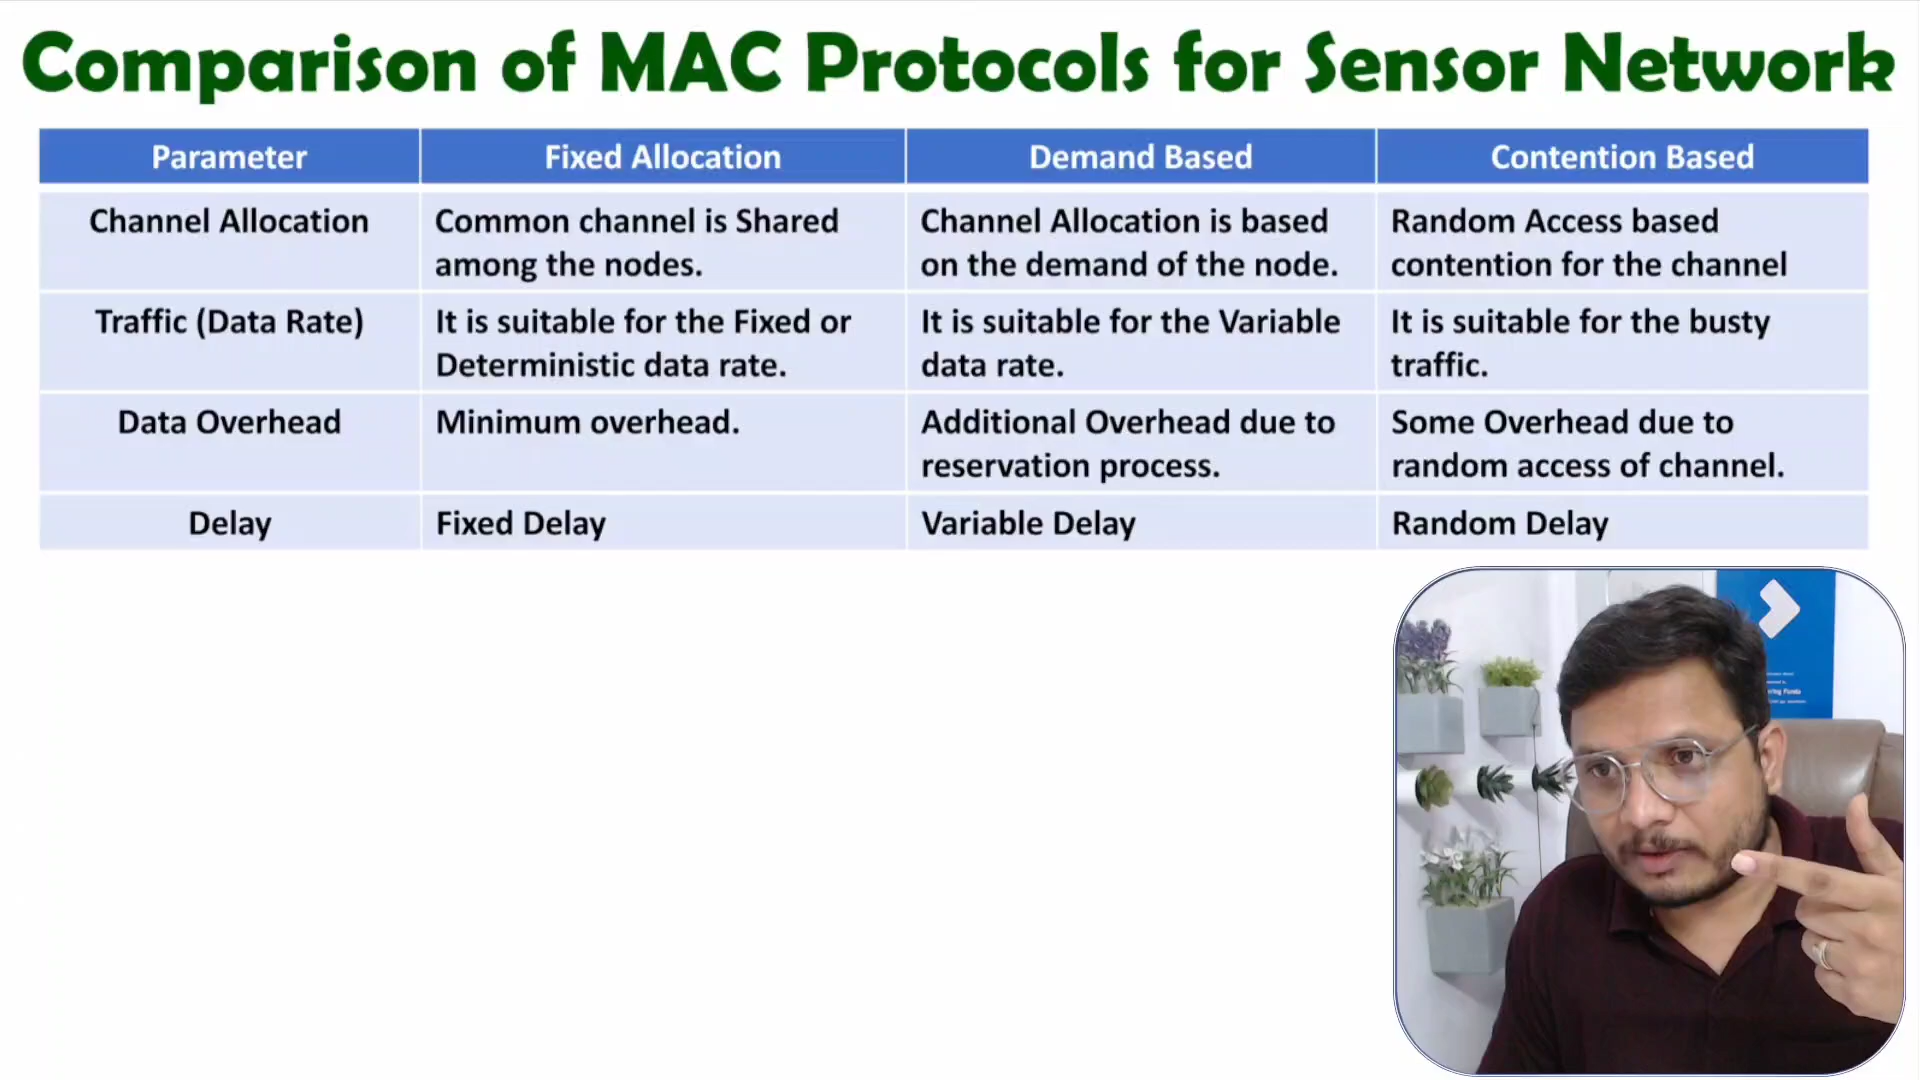 Comparison of MAC Protocols for Sensor Network
Parameter
Fixed Allocation
Demand Based
Contention Based
Channel Allocation
Common channel is Shared
among the nodes.
Channel Allocation is based
on the demand of the node.
Random Access based
contention for the channel
Traffic (Data Rate)
It is suitable for the Fixed or
Deterministic data rate.
It is suitable for the Variable
data rate.
It is suitable for the busty
traffic.
Data Overhead
Minimum overhead.
Additional Overhead due to
reservation process.
Some Overhead due to
random access of channel.
Delay
Fixed Delay
Variable Delay
Random Delay